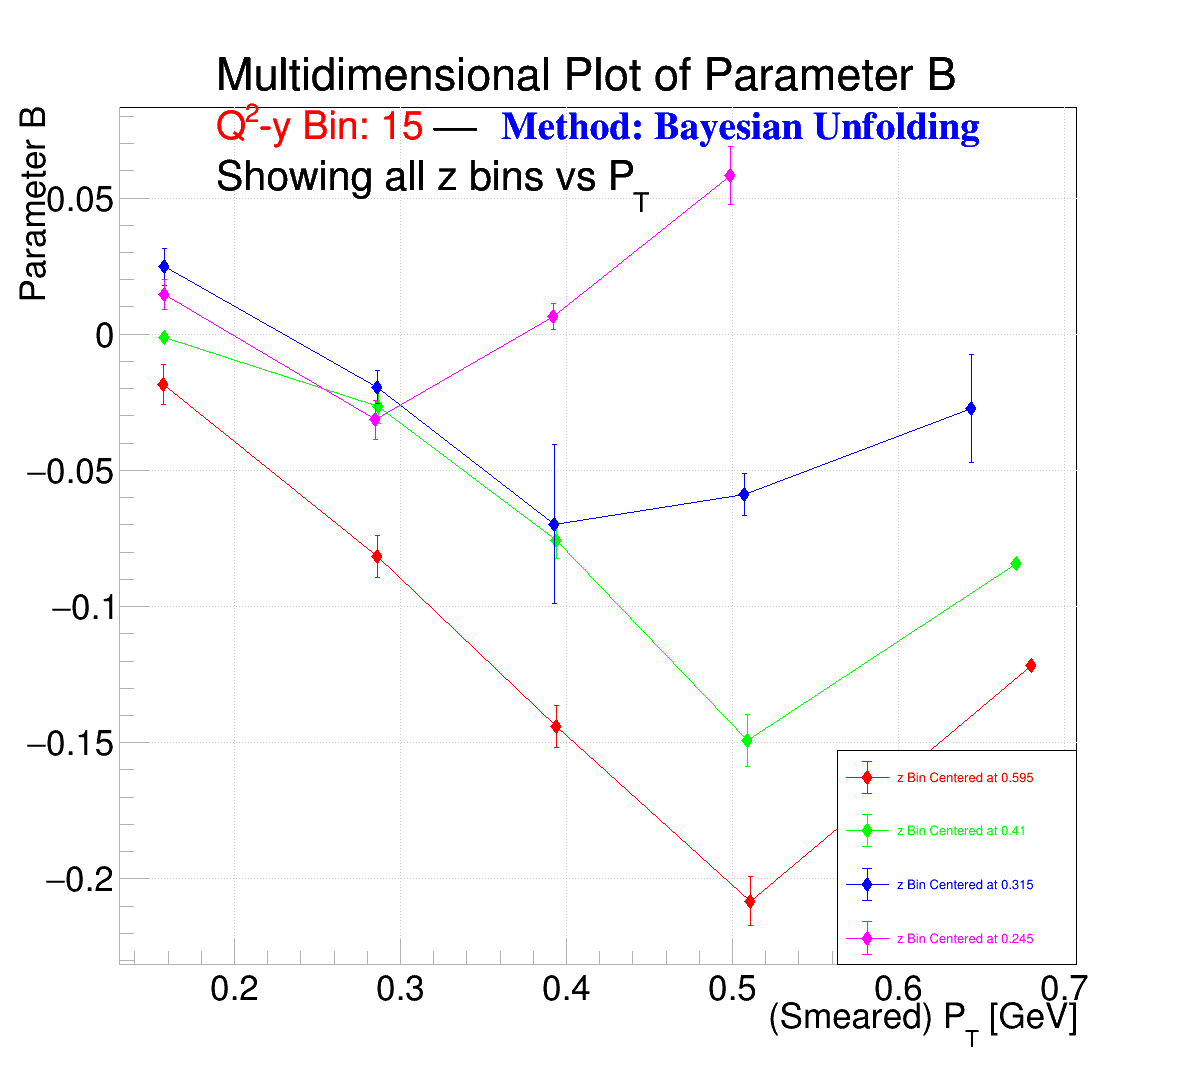 Multidimensional Plot of Parameter B
Q²-y Bin: 15 — Method: Bayesian Unfolding
Showing all z bins vs P_T
Parameter B
0.05
0
−0.05
−0.1
−0.15
−0.2
z Bin Centered at 0.595
z Bin Centered at 0.41
z Bin Centered at 0.315
z Bin Centered at 0.245
0.2 0.3 0.4 0.5 0.6 0.7
(Smeared) P_T [GeV]